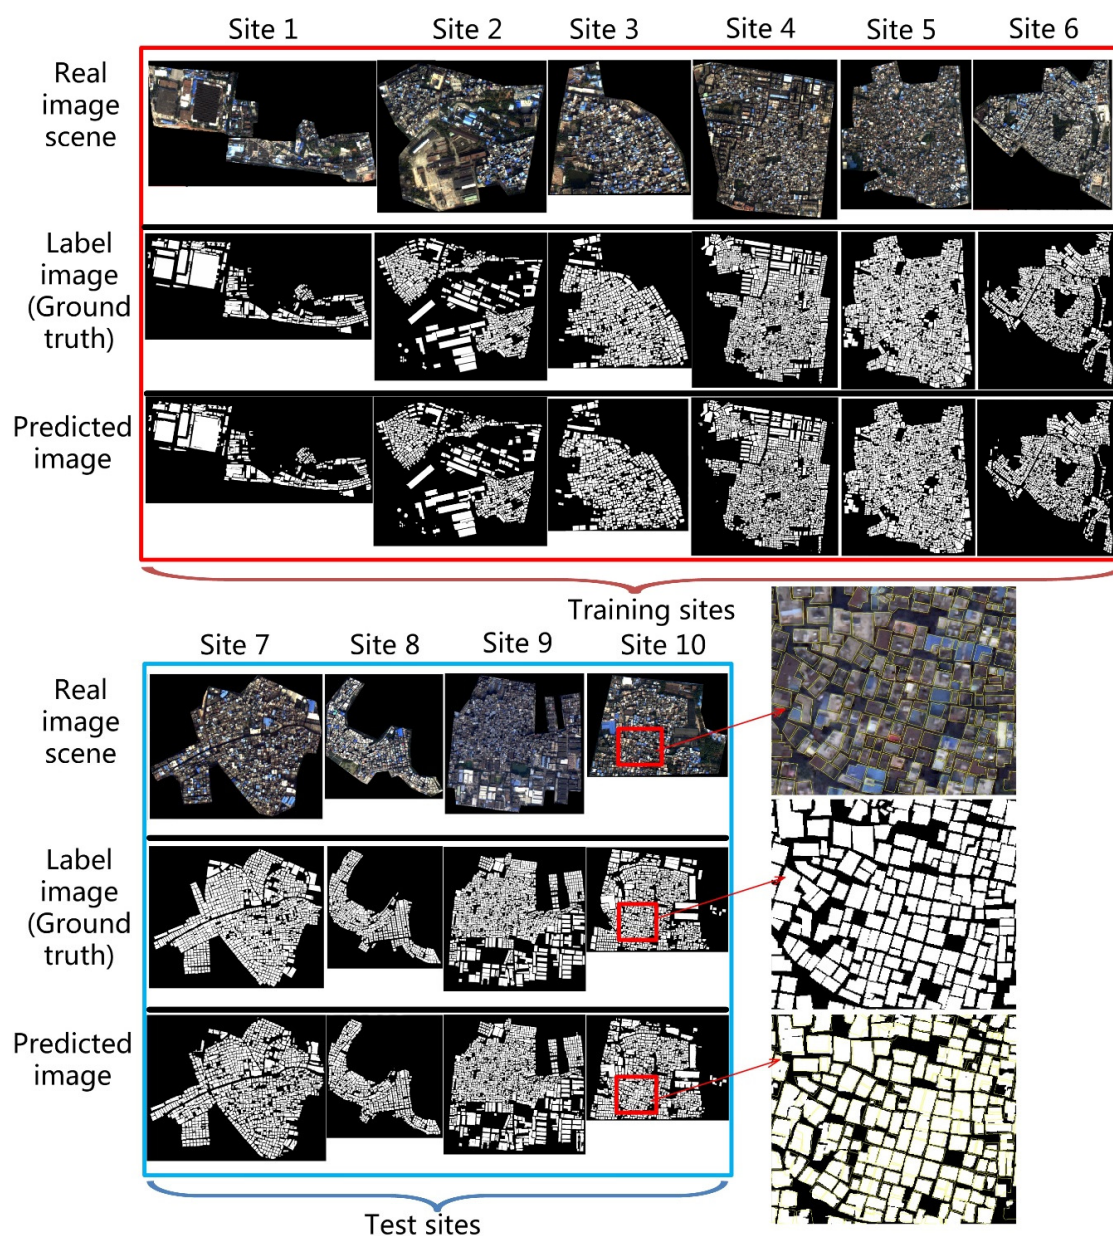 Site 1
Site 2
Site 3
Site 4
Site 5
Site 6
Real
image
scene
Label
image
(Ground
truth)
Predicted
image
Training sites
Site 7
Site 8
Site 9
Site 10
Real
image
scene
Label
image
(Ground
truth)
Predicted
image
Test sites